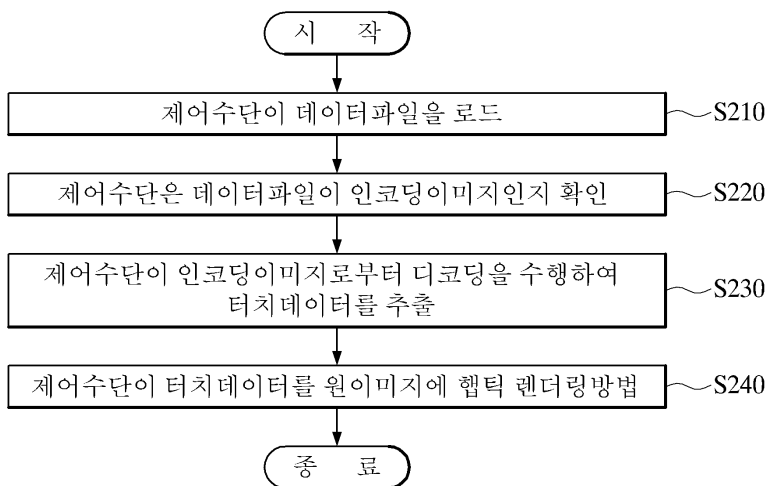 시 작
제어수단이 데이터파일을 로드 S210
제어수단은 데이터파일이 인코딩이미지인지 확인 S220
제어수단이 인코딩이미지로부터 디코딩을 수행하여
터치데이터를 추출 S230
제어수단이 터치데이터를 원이미지에 햅틱 렌더링방법 S240
종 료